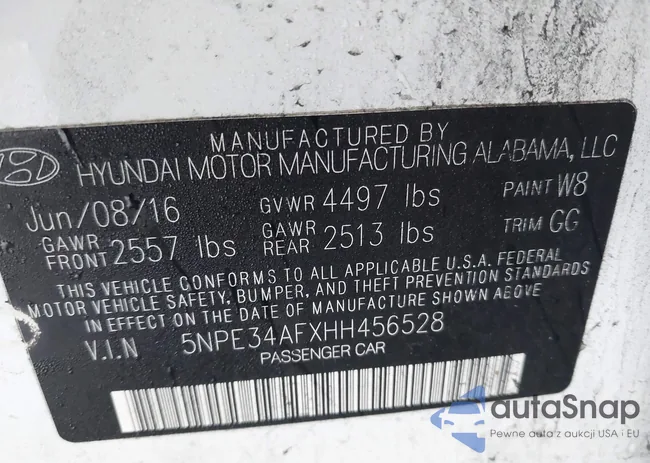 MANUFACTURED BY
HYUNDAI MOTOR MANUFACTURING ALABAMA, LLC
Jun/08/16 GVWR 4497 lbs PAINT W8
GAWR FRONT 2557 lbs GAWR REAR 2513 lbs TRIM GG
THIS VEHICLE CONFORMS TO ALL APPLICABLE U.S.A. FEDERAL
MOTOR VEHICLE SAFETY, BUMPER, AND THEFT PREVENTION STANDARDS
IN EFFECT ON THE DATE OF MANUFACTURE SHOWN ABOVE
V.I.N 5NPE34AFXHH456528
PASSENGER CAR
autaSnap
Pewne auta z aukcji USA i EU